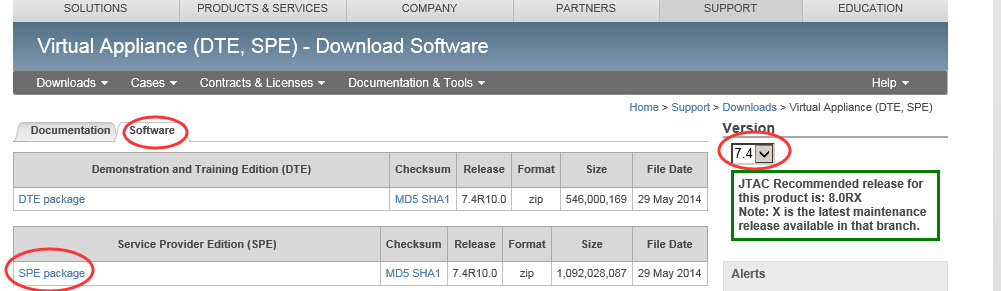 SOLUTIONS PRODUCTS & SERVICES COMPANY PARTNERS SUPPORT EDUCATION
Virtual Appliance (DTE, SPE) - Download Software
Downloads Cases Contracts & Licenses Documentation & Tools Help
Home > Support > Downloads > Virtual Appliance (DTE, SPE)
Documentation Software
Demonstration and Training Edition (DTE) Checksum Release Format Size File Date
DTE package MD5 SHA1 7.4R10.0 zip 546,000,169 29 May 2014
Service Provider Edition (SPE) Checksum Release Format Size File Date
SPE package MD5 SHA1 7.4R10.0 zip 1,092,028,087 29 May 2014
Version
7.4
JTAC Recommended release for
this product is: 8.0RX
Note: X is the latest maintenance
release available in that branch.
Alerts